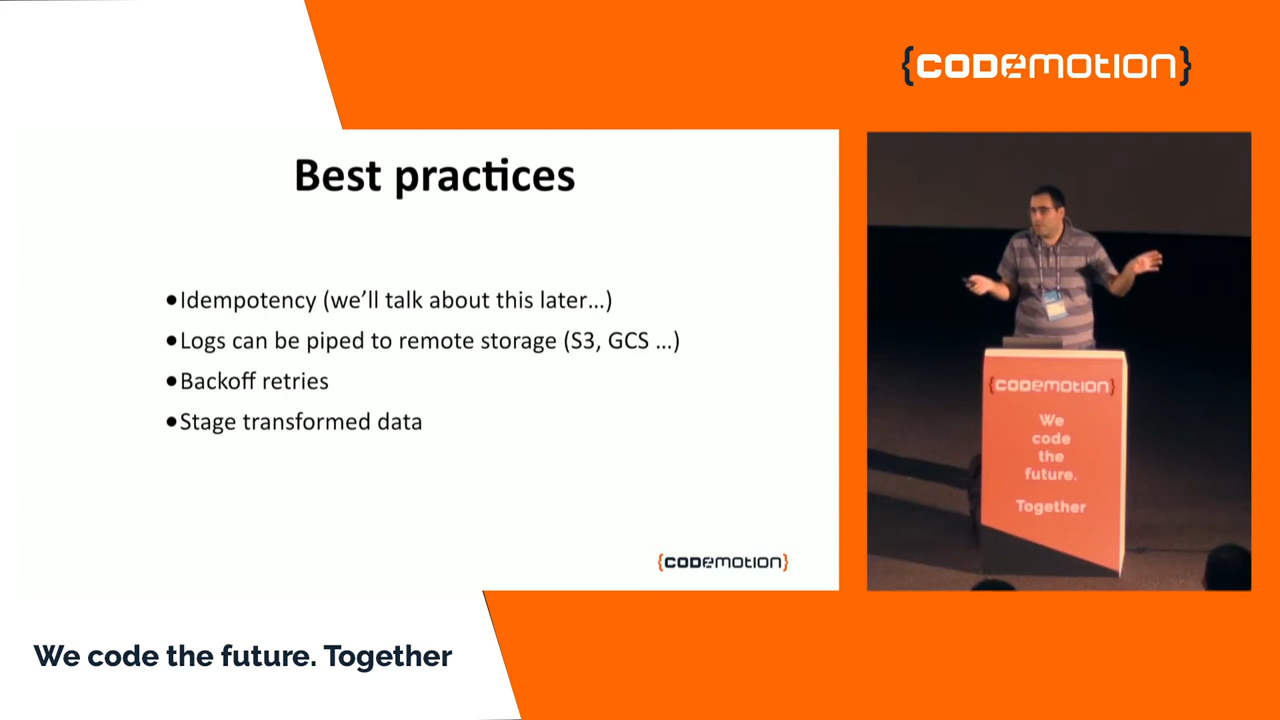 {CODEMOTION}
Best practices
●Idempotency (we’ll talk about this later…)
●Logs can be piped to remote storage (S3, GCS …)
●Backoff retries
●Stage transformed data
{CODEMOTION}
We code the future. Together
{CODEMOTION}
We
code
the
future.
Together